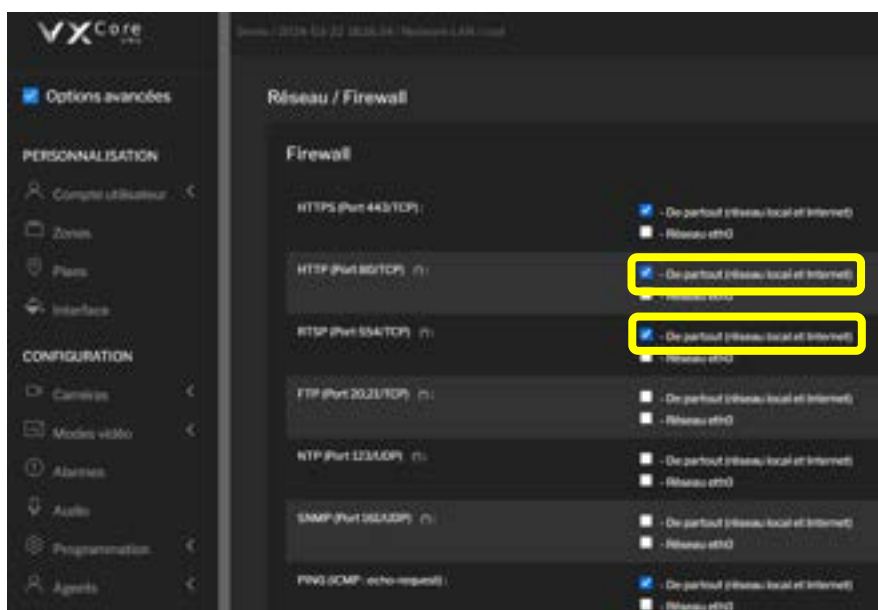 VXCore
Options avancées
Réseau / Firewall
PERSONNALISATION
Firewall
Compte utilisateur
HTTPS (Port 443/TCP) :
- De partout (réseau local et Internet)
- Réseau eth0
Zones
Plans
HTTP (Port 80/TCP) (*) :
- De partout (réseau local et Internet)
- Réseau eth0
Interface
RTSP (Port 554/TCP) (*) :
- De partout (réseau local et Internet)
- Réseau eth0
CONFIGURATION
Caméras
FTP (Port 20,21/TCP) (*) :
- De partout (réseau local et Internet)
- Réseau eth0
Modes vidéo
NTP (Port 123/UDP) (*) :
- De partout (réseau local et Internet)
- Réseau eth0
Alarmes
Audio
SNMP (Port 161/UDP) (*) :
- De partout (réseau local et Internet)
- Réseau eth0
Programmation
Agents
PING (ICMP : echo-request) :
- De partout (réseau local et Internet)
- Réseau eth0